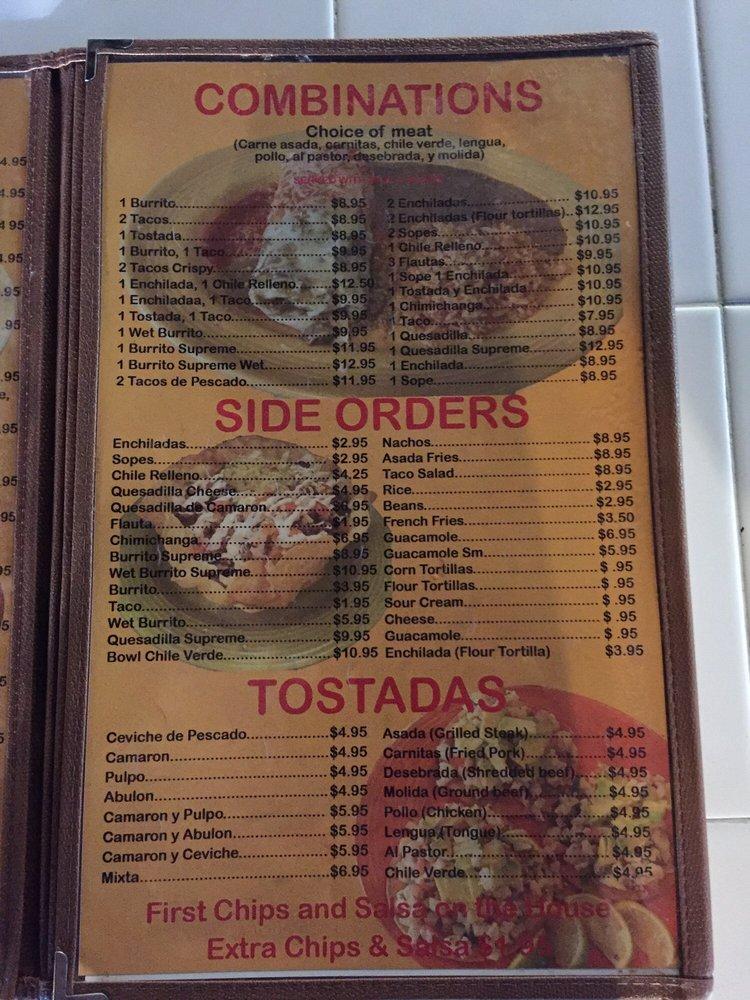 COMBINATIONS
Choice of meat
(Carne asada, carnitas, chile verde, lengua,
pollo, al pastor, desebrada, y molida)
1 Burrito $8.95
2 Tacos $8.95
1 Tostada $8.95
1 Burrito, 1 Taco $9.95
2 Tacos Crispy $8.95
1 Enchilada, 1 Chile Relleno $12.50
1 Enchiladaa, 1 Taco $9.95
1 Tostada, 1 Taco $9.95
1 Wet Burrito $9.95
1 Burrito Supreme $11.95
1 Burrito Supreme Wet $12.95
2 Tacos de Pescado $11.95
2 Enchiladas $10.95
2 Enchiladas (Flour tortillas) $12.95
2 Sopes $10.95
1 Chile Relleno $10.95
3 Flautas $9.95
1 Sope 1 Enchilada $10.95
1 Tostada y Enchilada $10.95
1 Chimichanga $10.95
1 Taco $7.95
1 Quesadilla $8.95
1 Quesadilla Supreme $12.95
1 Enchilada $8.95
1 Sope $8.95
SIDE ORDERS
Enchiladas $2.95
Sopes $2.95
Chile Relleno $4.25
Quesadilla Cheese $4.95
Quesadilla de Camaron $6.95
Flauta $1.95
Chimichanga $6.95
Burrito Supreme $8.95
Wet Burrito Supreme $10.95
Burrito $3.95
Taco $1.95
Wet Burrito $5.95
Quesadilla Supreme $9.95
Bowl Chile Verde $10.95
Nachos $8.95
Asada Fries $8.95
Taco Salad $8.95
Rice $2.95
Beans $2.95
French Fries $3.50
Guacamole $6.95
Guacamole Sm $5.95
Corn Tortillas $ .95
Flour Tortillas $ .95
Sour Cream $ .95
Cheese $ .95
Guacamole $ .95
Enchilada (Flour Tortilla) $3.95
TOSTADAS
Ceviche de Pescado $4.95
Camaron $4.95
Pulpo $4.95
Abulon $4.95
Camaron y Pulpo $5.95
Camaron y Abulon $5.95
Camaron y Ceviche $5.95
Mixta $6.95
Asada (Grilled Steak) $4.95
Carnitas (Fried Pork) $4.95
Desebrada (Shredded beef) $4.95
Molida (Ground beef) $4.95
Pollo (Chicken) $4.95
Lengua (Tongue) $4.95
Al Pastor $4.95
Chile Verde $4.95
First Chips and Salsa on the House
Extra Chips & Salsa